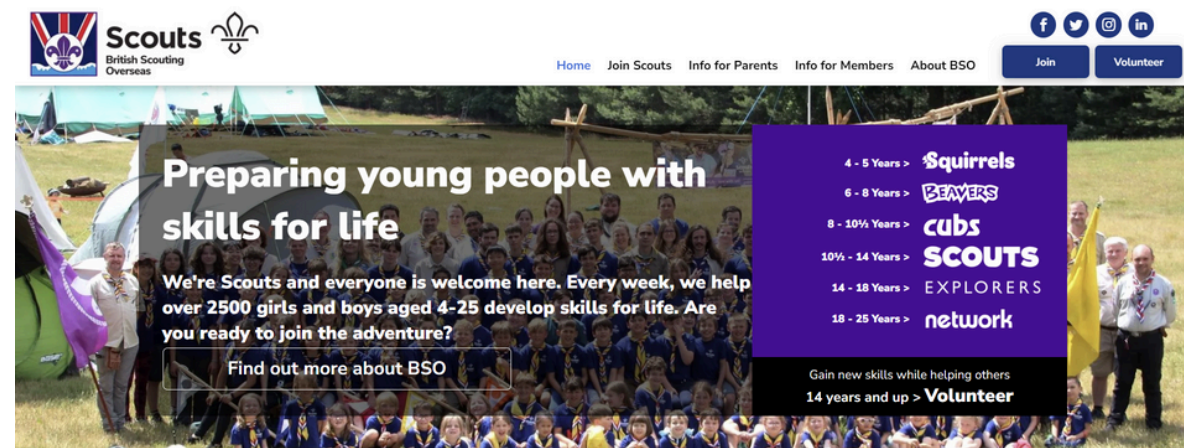 Scouts
British Scouting
Overseas
Home Join Scouts Info for Parents Info for Members About BSO
Join Volunteer
Preparing young people with
skills for life
We're Scouts and everyone is welcome here. Every week, we help
over 2500 girls and boys aged 4-25 develop skills for life. Are
you ready to join the adventure?
Find out more about BSO
4 - 5 Years > Squirrels
6 - 8 Years > BEAVERS
8 - 10½ Years > cubs
10½ - 14 Years > SCOUTS
14 - 18 Years > EXPLORERS
18 - 25 Years > network
Gain new skills while helping others
14 years and up > Volunteer